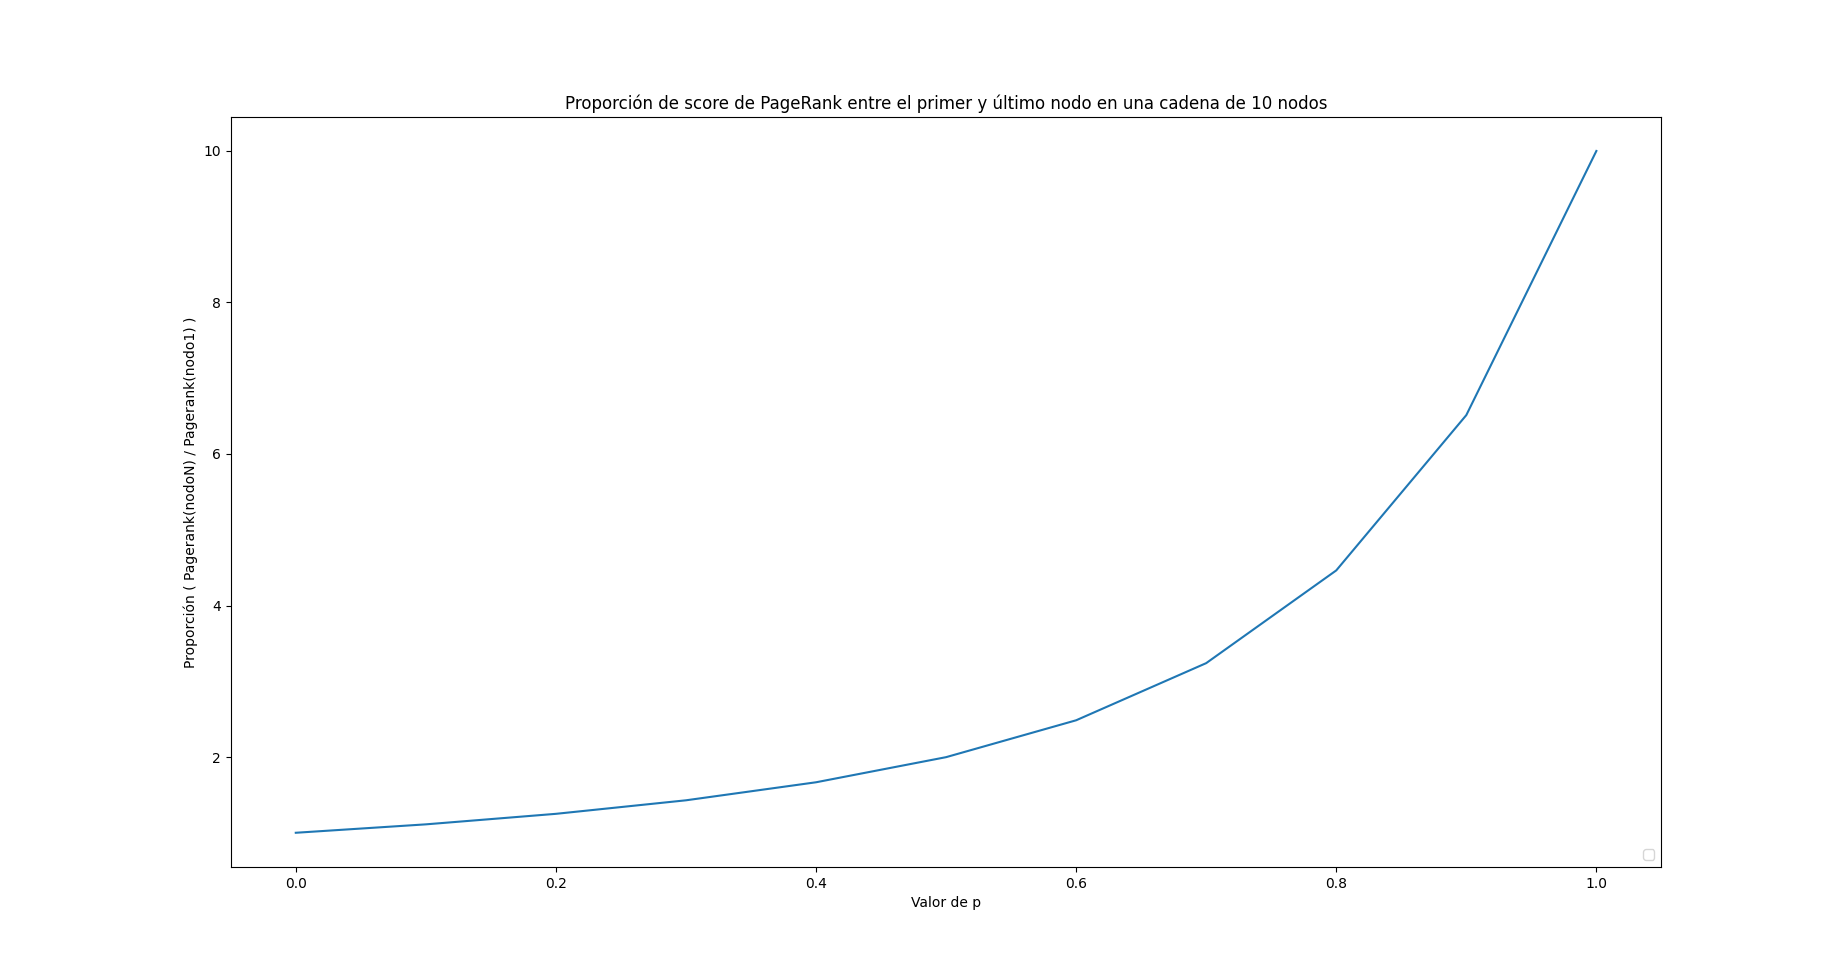 Proporción de score de PageRank entre el primer y último nodo en una cadena de 10 nodos
Proporción ( Pagerank(nodoN) / Pagerank(nodo1) )
10
8
6
4
2
0.0 0.2 0.4 0.6 0.8 1.0
Valor de p